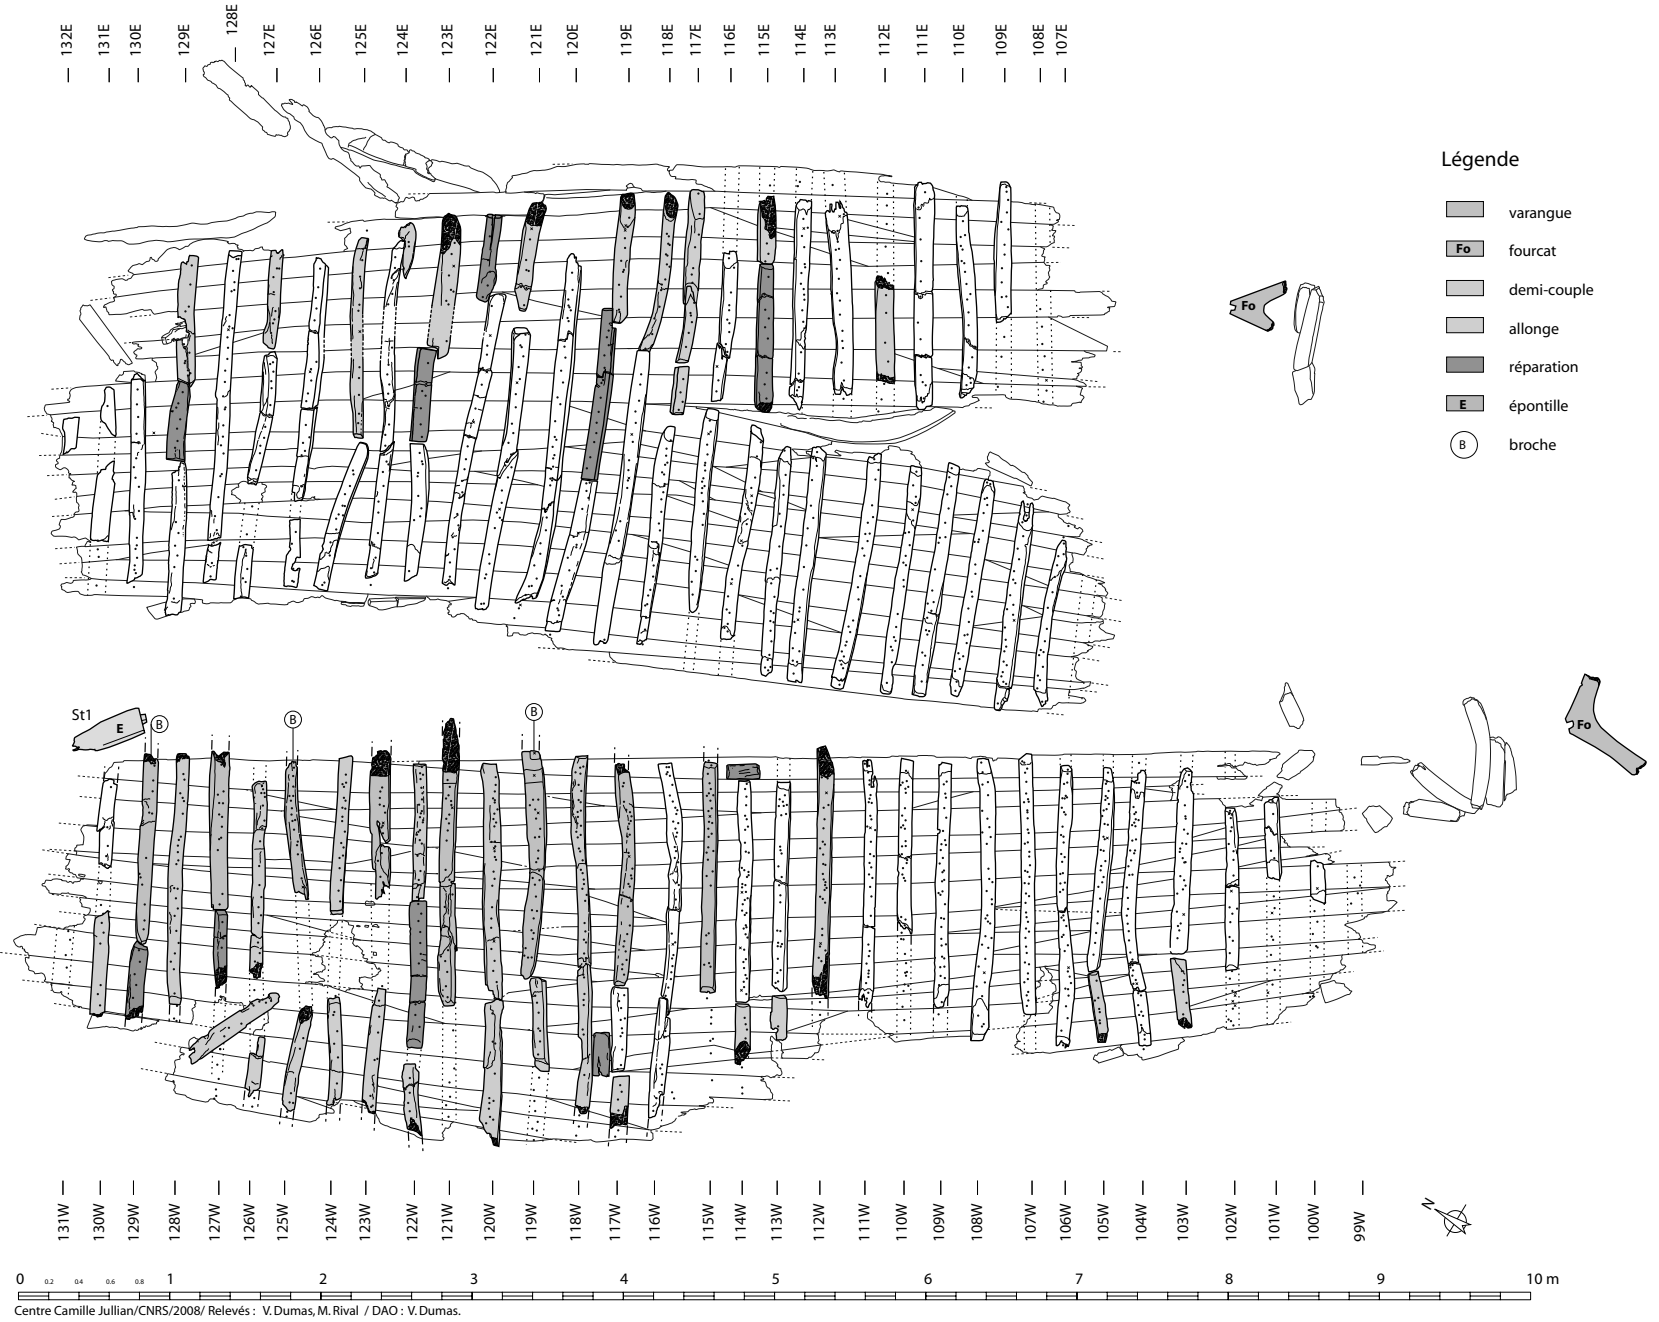 132E 131E 130E 129E 128E 127E 126E 125E 124E 123E 122E 121E 120E 119E 118E 117E 116E 115E 114E 113E 112E 111E 110E 109E 108E 107E
Légende
varangue
Fo fourcat
demi-couple
allonge
réparation
E épontille
B broche
Fo
St1
E
B
B
B
Fo
131W 130W 129W 128W 127W 126W 125W 124W 123W 122W 121W 120W 119W 118W 117W 116W 115W 114W 113W 112W 111W 110W 109W 108W 107W 106W 105W 104W 103W 102W 101W 100W 99W
N
0 0.2 0.4 0.6 0.8 1 2 3 4 5 6 7 8 9 10 m
Centre Camille Jullian/CNRS/2008/ Relevés : V. Dumas, M. Rival / DAO : V. Dumas.